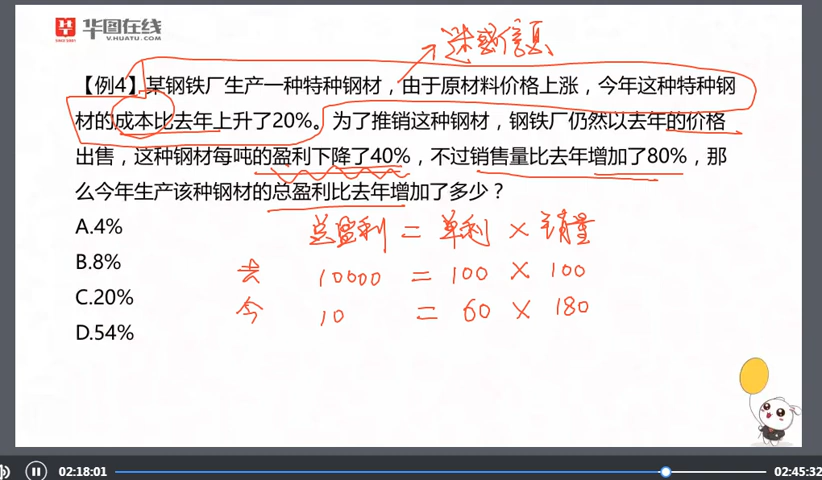 华图在线
V.HUATU.COM
迷惑信息
【例4】某钢铁厂生产一种特种钢材，由于原材料价格上涨，今年这种特种钢
材的成本比去年上升了20%。为了推销这种钢材，钢铁厂仍然以去年的价格
出售，这种钢材每吨的盈利下降了40%，不过销售量比去年增加了80%，那
么今年生产该种钢材的总盈利比去年增加了多少？
A.4%
总盈利 = 单利 × 销量
B.8%
去 10000 = 100 × 100
C.20%
今 10 = 60 × 180
D.54%
02:18:01
02:45:32